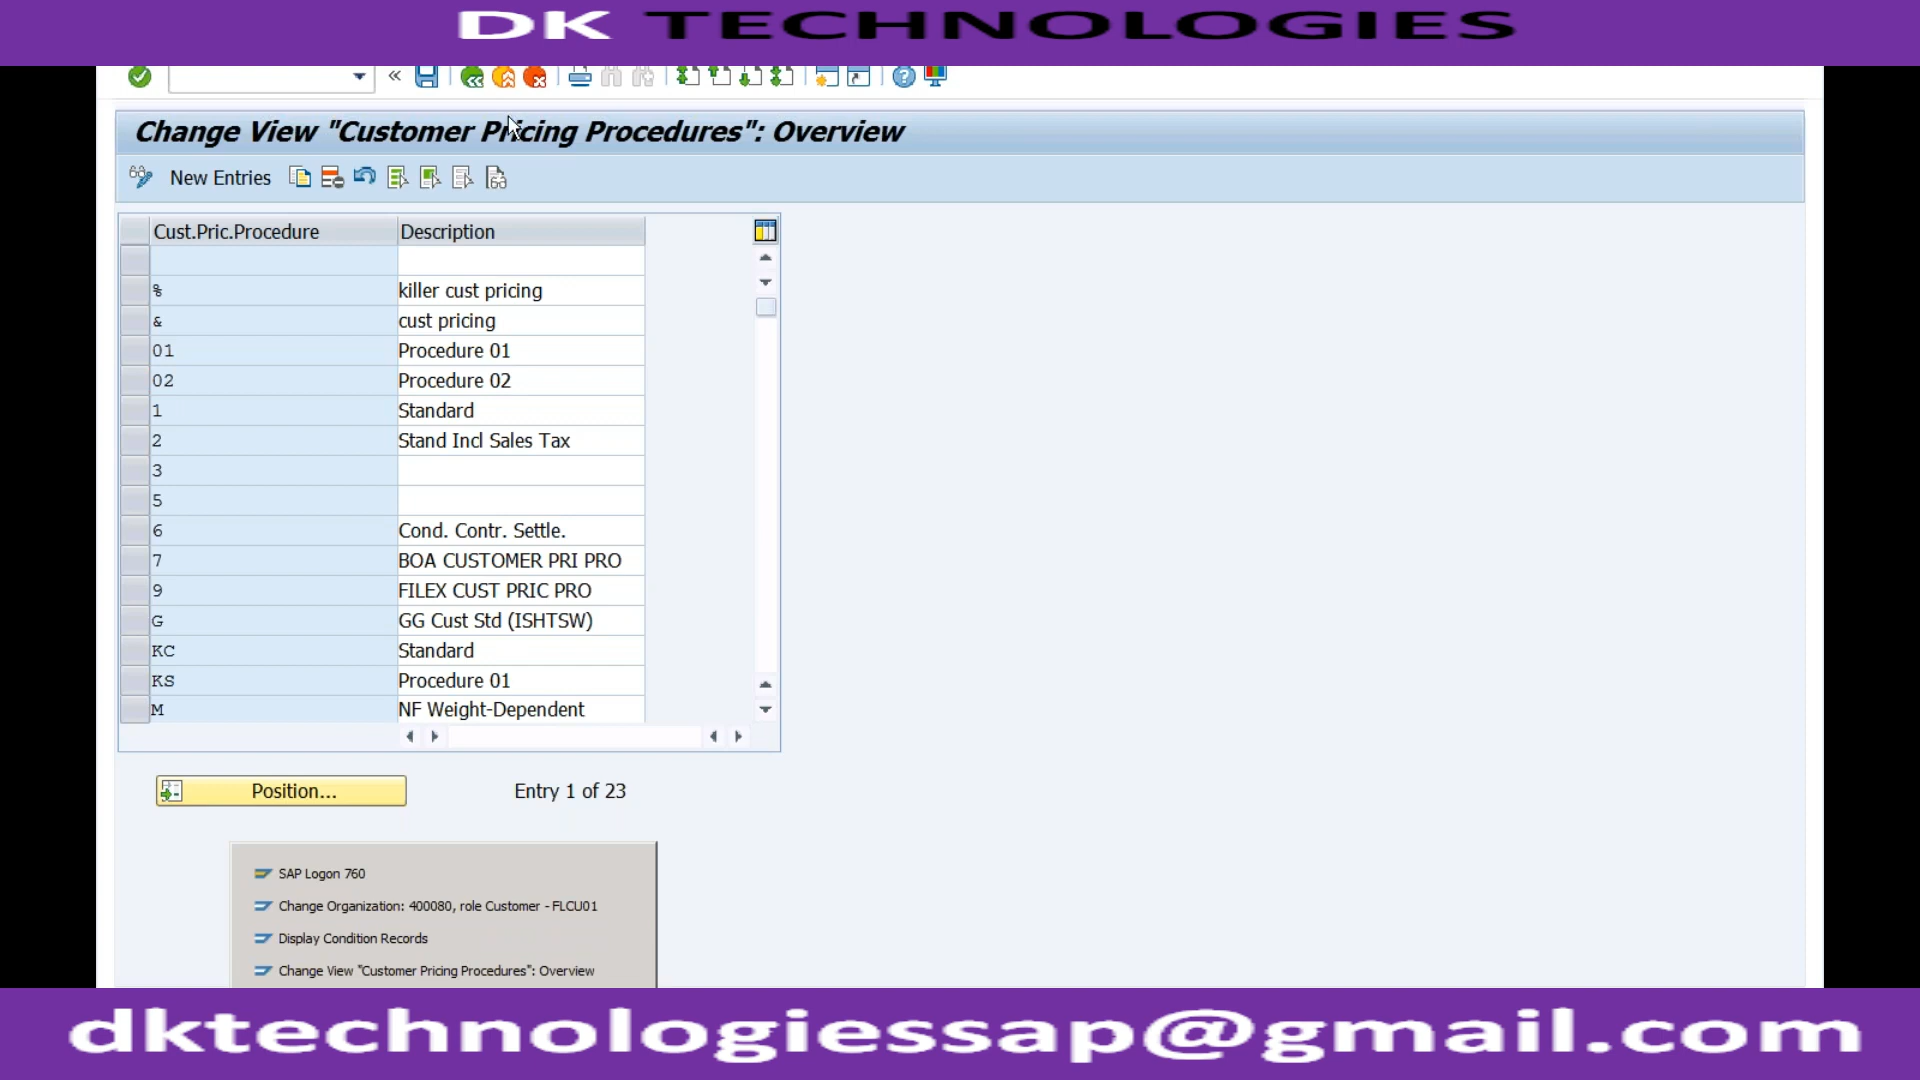 DK TECHNOLOGIES
Change View "Customer Pricing Procedures": Overview
New Entries
Cust.Pric.Procedure Description
% killer cust pricing
& cust pricing
01 Procedure 01
02 Procedure 02
1 Standard
2 Stand Incl Sales Tax
3
5
6 Cond. Contr. Settle.
7 BOA CUSTOMER PRI PRO
9 FILEX CUST PRIC PRO
G GG Cust Std (ISHTSW)
KC Standard
KS Procedure 01
M NF Weight-Dependent
Position... Entry 1 of 23
SAP Logon 760
Change Organization: 400080, role Customer - FLCU01
Display Condition Records
Change View "Customer Pricing Procedures": Overview
dktechnologiessap@gmail.com